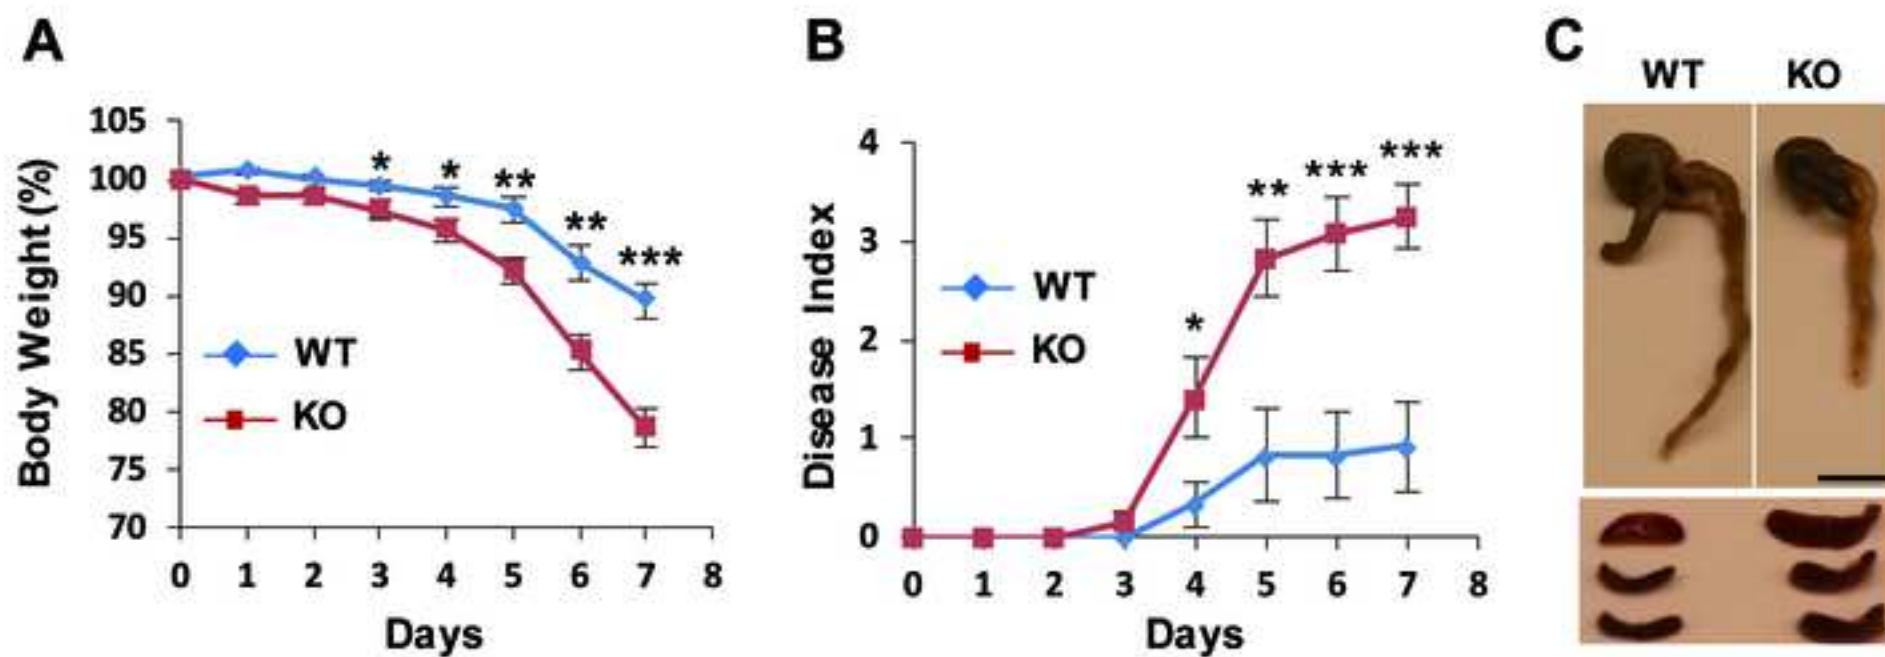 A
B
C
WT KO
Body Weight (%)
105
100
95
90
85
80
75
70
* * ** ** ***
WT
KO
0 1 2 3 4 5 6 7 8
Days
Disease Index
4
3
2
1
0
* ** *** ***
WT
KO
0 1 2 3 4 5 6 7 8
Days